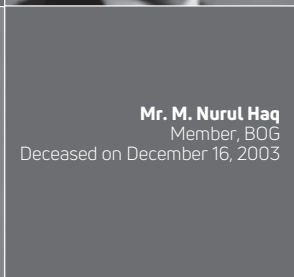 Mr. M. Nurul Haq
Member, BOG
Deceased on December 16, 2003